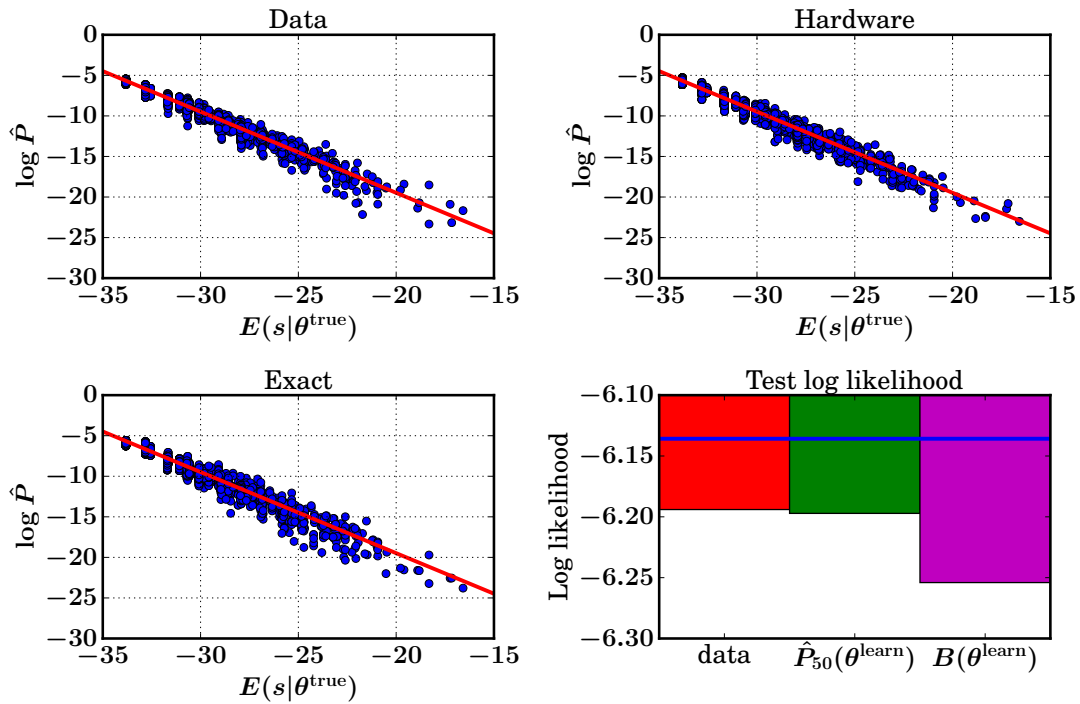 Data
0
−5
−10
−15
−20
−25
−30
log P̂
−35 −30 −25 −20 −15
E(s|θ^true)
Hardware
0
−5
−10
−15
−20
−25
−30
log P̂
−35 −30 −25 −20 −15
E(s|θ^true)
Exact
0
−5
−10
−15
−20
−25
−30
log P̂
−35 −30 −25 −20 −15
E(s|θ^true)
Test log likelihood
−6.10
−6.15
−6.20
−6.25
−6.30
Log likelihood
data P̂₅₀(θ^learn) B(θ^learn)